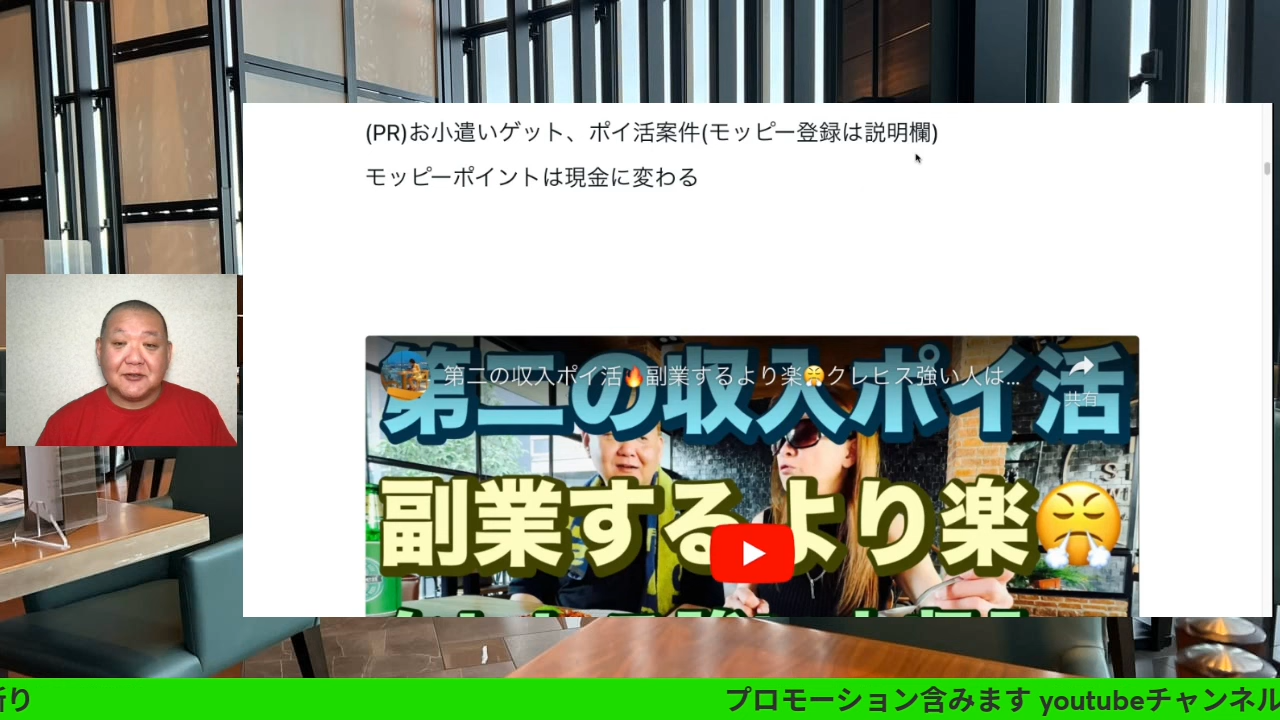 (PR)お小遣いゲット、ポイ活案件(モッピー登録は説明欄)
モッピーポイントは現金に変わる
第二の収入ポイ活🔥副業するより楽😤クレヒス強い人は...
共有
第二の収入ポイ活
副業するより楽😤
プロモーション含みます youtubeチャンネル